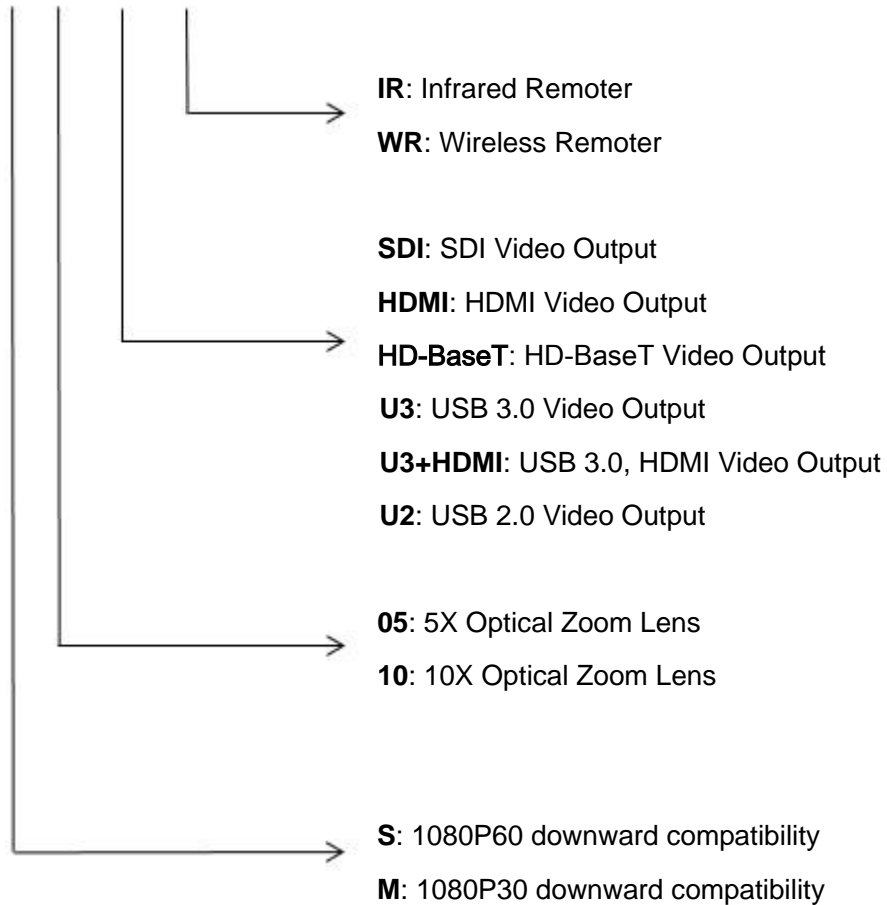 IR: Infrared Remoter
WR: Wireless Remoter
SDI: SDI Video Output
HDMI: HDMI Video Output
HD-BaseT: HD-BaseT Video Output
U3: USB 3.0 Video Output
U3+HDMI: USB 3.0, HDMI Video Output
U2: USB 2.0 Video Output
05: 5X Optical Zoom Lens
10: 10X Optical Zoom Lens
S: 1080P60 downward compatibility
M: 1080P30 downward compatibility